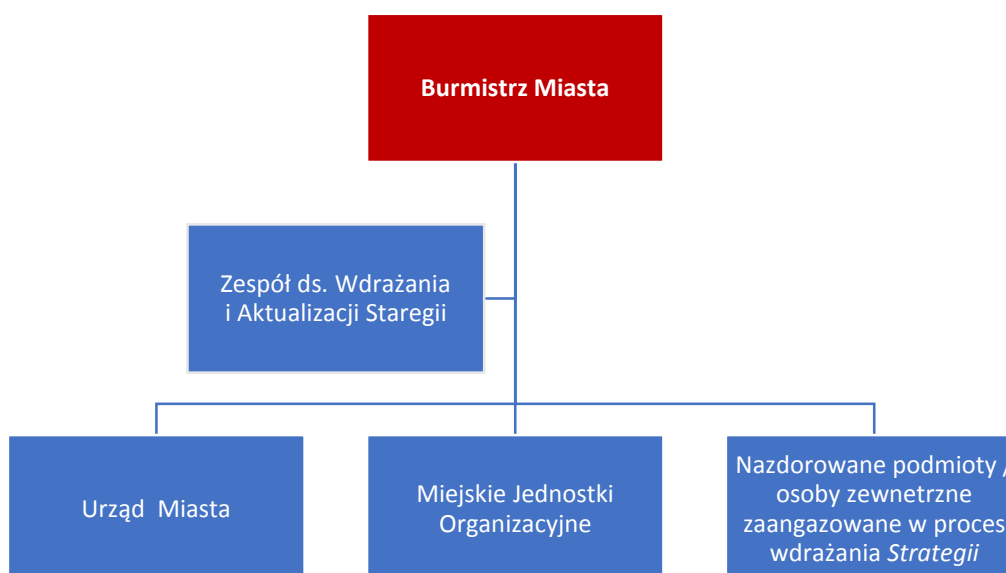 Burmistrz Miasta
Zespół ds. Wdrażania
i Aktualizacji Staregii
Urząd  Miasta
Miejskie Jednostki
Organizacyjne
Nazdorowane podmioty /
osoby zewnetrzne
zaangazowane w proces
wdrażania Strategii